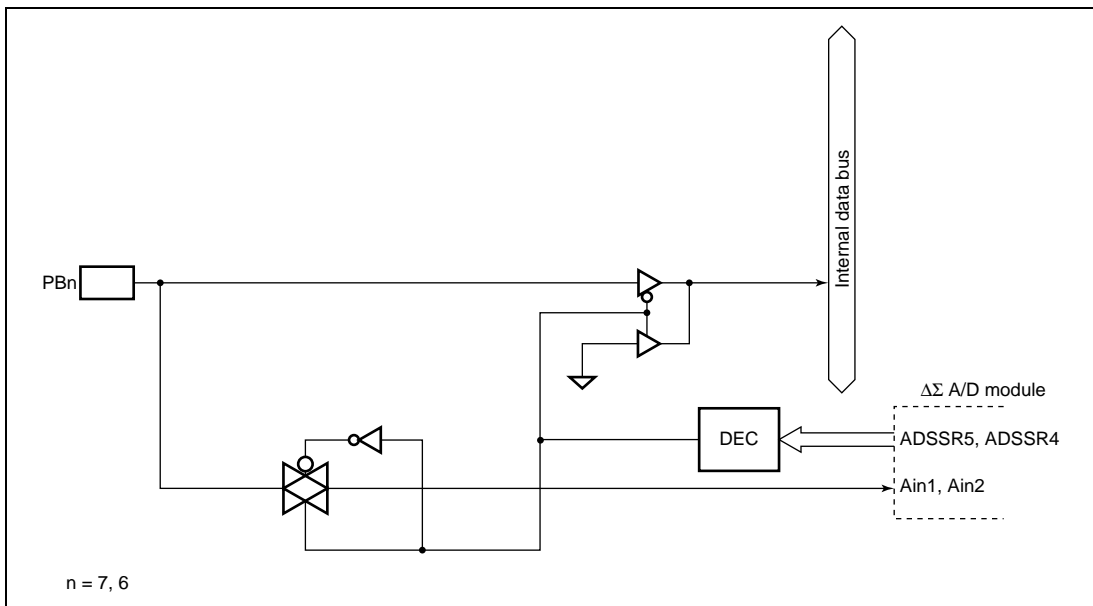 Internal data bus
PBn
ΔΣ A/D module
DEC
ADSSR5, ADSSR4
Ain1, Ain2
n = 7, 6